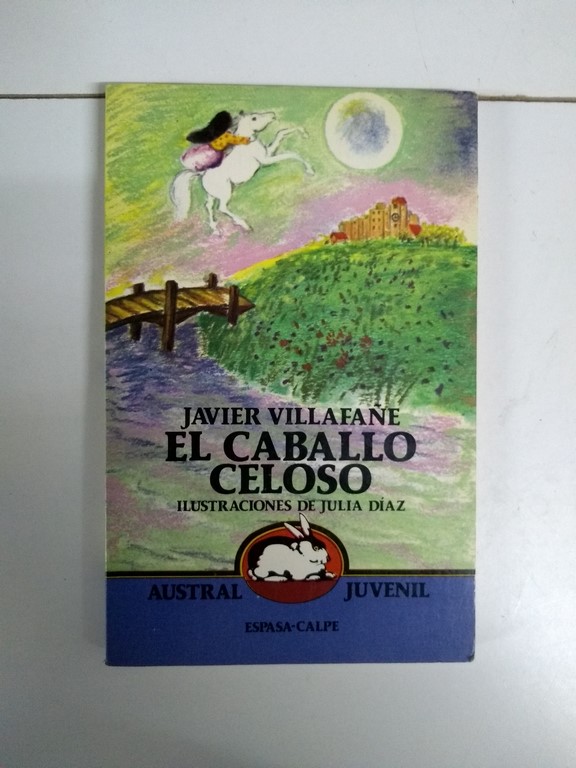 JAVIER VILLAFAÑE
EL CABALLO
CELOSO
ILUSTRACIONES DE JULIA DÍAZ
AUSTRAL JUVENIL
ESPASA-CALPE